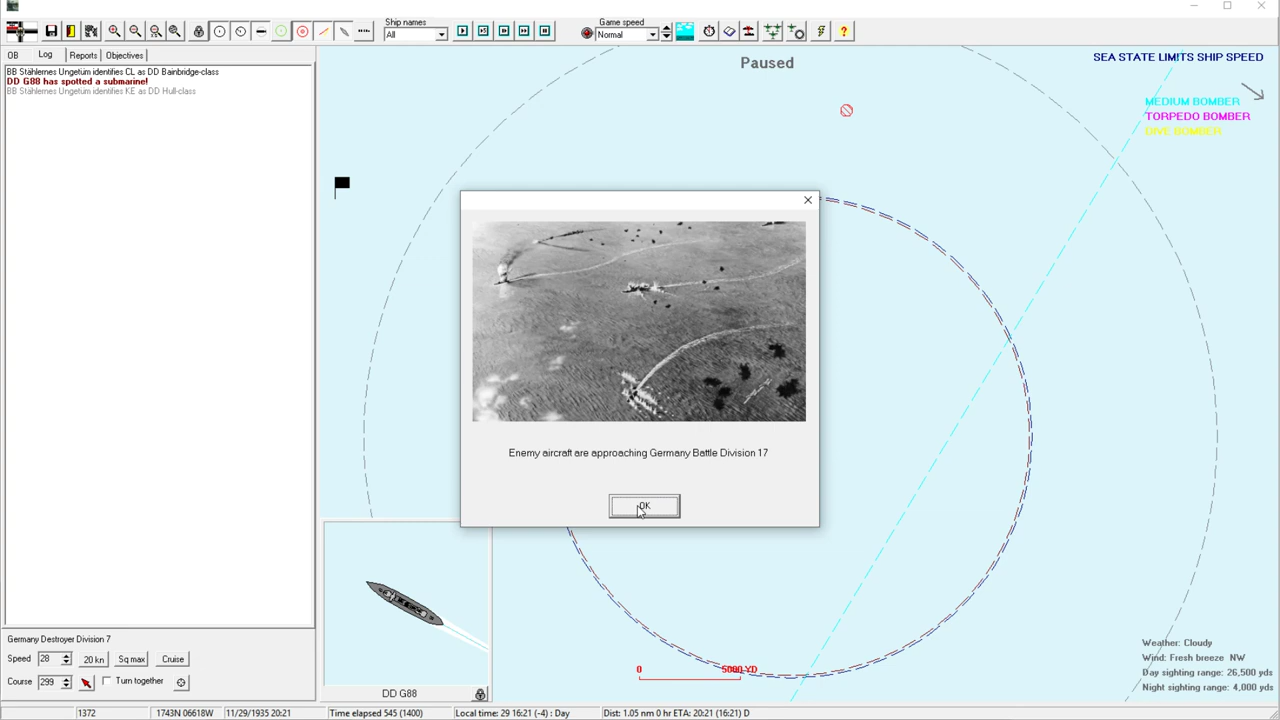 Ship names
All
Game speed
Normal
OB
Log
Reports
Objectives
BB Stählernes Ungetüm identifies CL as DD Bainbridge-class
DD G88 has spotted a submarine!
BB Stählernes Ungetüm identifies KE as DD Hull-class
Paused
SEA STATE LIMITS SHIP SPEED
MEDIUM BOMBER
TORPEDO BOMBER
DIVE BOMBER
Enemy aircraft are approaching Germany Battle Division 17
OK
Germany Destroyer Division 7
Speed 28 20 kn Sq max Cruise
Course 299 Turn together
DD G88
0 5000 YD
Weather: Cloudy
Wind: Fresh breeze NW
Day sighting range: 26,500 yds
Night sighting range: 4,000 yds
1372 1743N 06618W 11/29/1935 20:21 Time elapsed 545 (1400) Local time: 29 16:21 (-4) : Day Dist: 1.05 nm 0 hr ETA: 20:21 (16:21) D